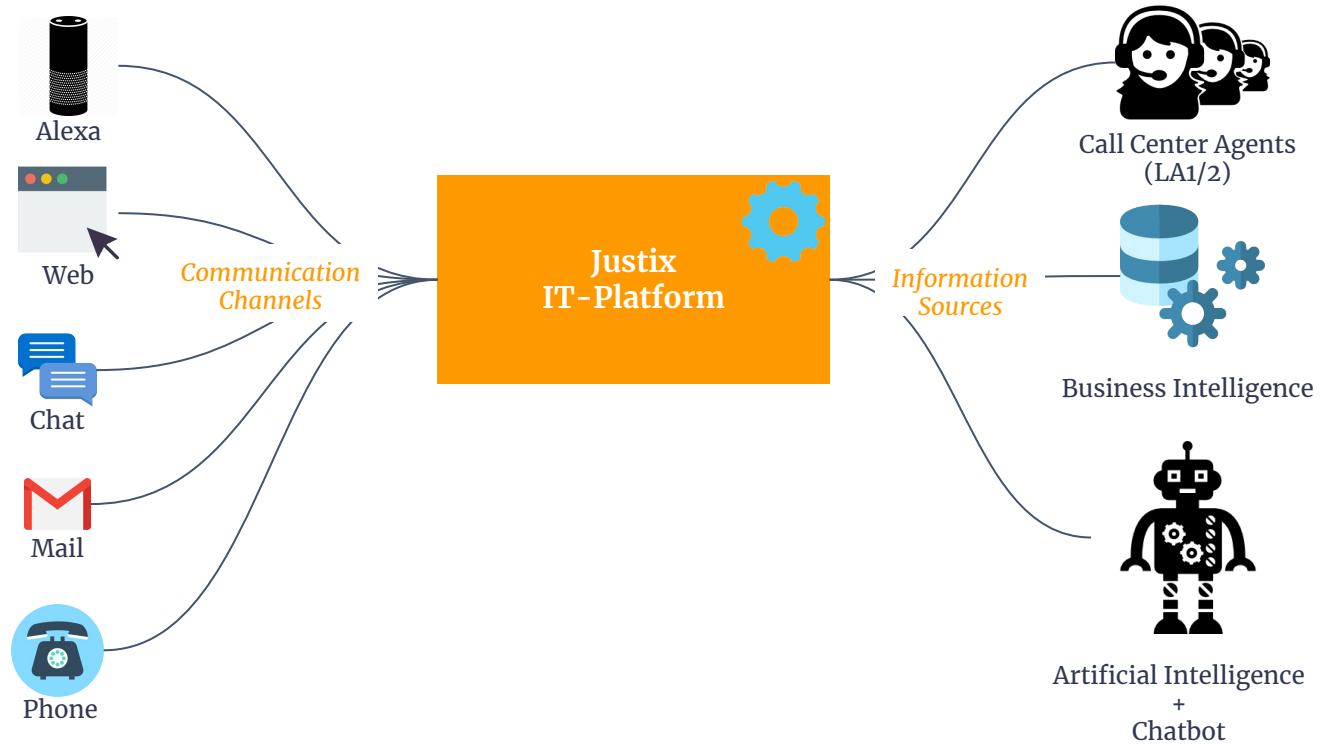 Alexa
Web
Chat
Mail
Phone
Communication
Channels
Justix
IT-Platform
Information
Sources
Call Center Agents
(LA1/2)
Business Intelligence
Artificial Intelligence
+
Chatbot